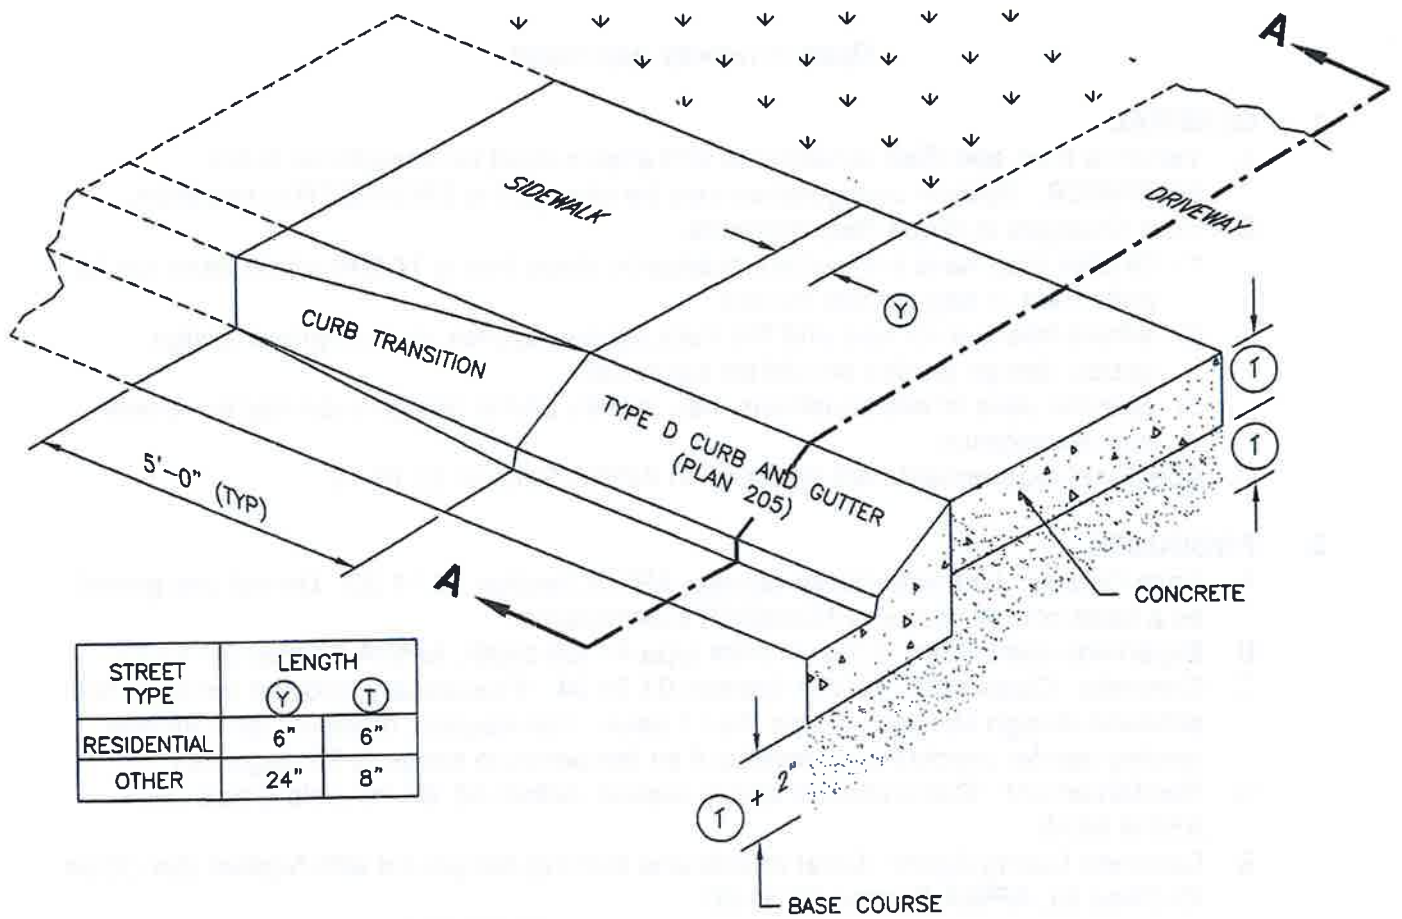 A
SIDEWALK
DRIVEWAY
Y
CURB TRANSITION
T
TYPE D CURB AND GUTTER
(PLAN 205)
T
5'-0" (TYP)
A
CONCRETE
STREET TYPE LENGTH
Y T
RESIDENTIAL 6" 6"
OTHER 24" 8"
T + 2"
BASE COURSE